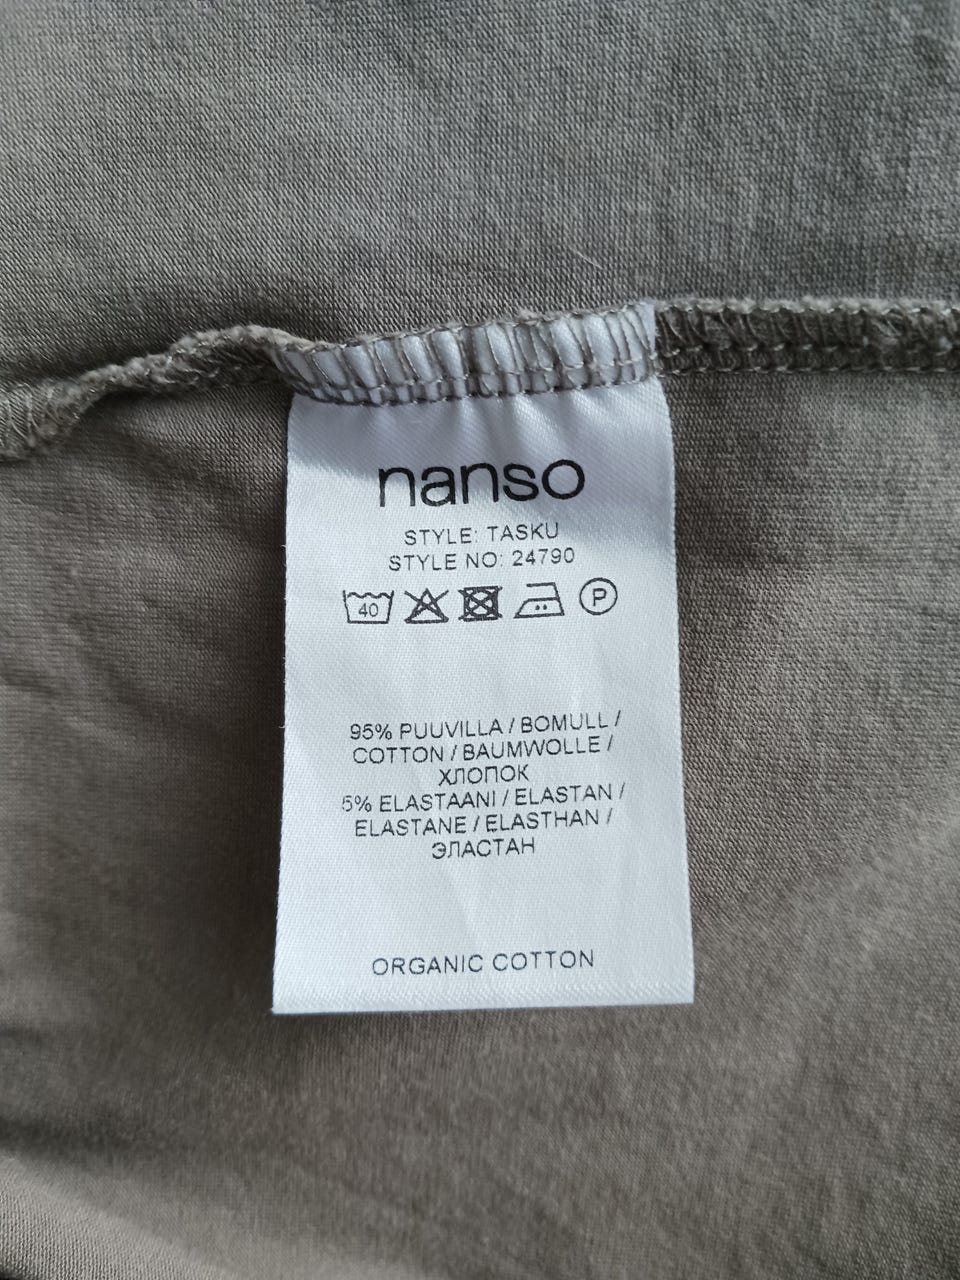 nanso
STYLE: TASKU
STYLE NO: 24790
40 P
95% PUUVILLA / BOMULL /
COTTON / BAUMWOLLE /
ХЛОПОК
5% ELASTAANI / ELASTAN /
ELASTANE / ELASTHAN /
ЭЛАСТАН
ORGANIC COTTON